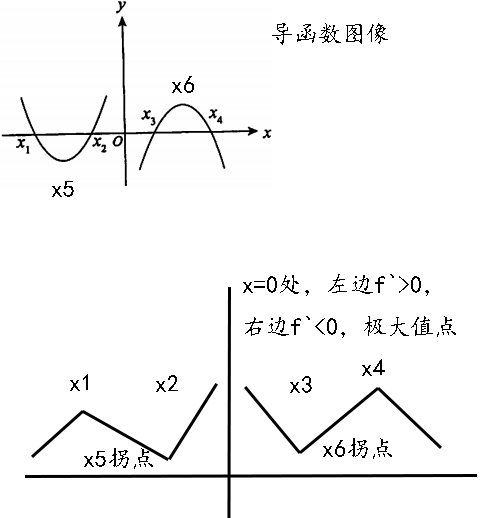 y
导函数图像
x6
x₃
x₄
x₁
x₂
O
x
x5
x=0处，左边f`>0，
右边f`<0，极大值点
x1
x2
x3
x4
x5拐点
x6拐点